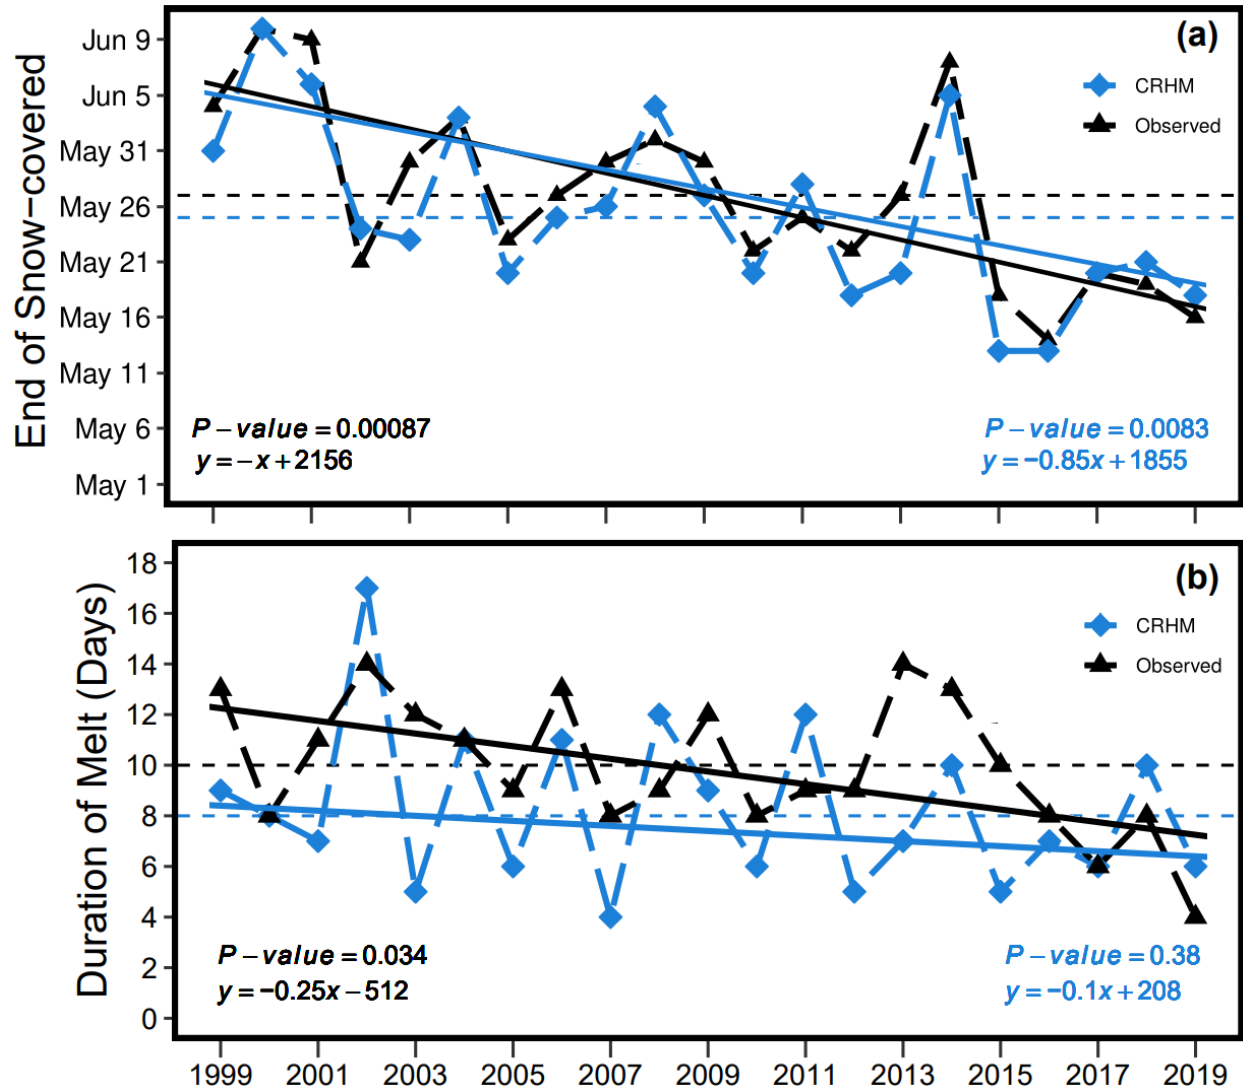 End of Snow−covered
Jun 9
Jun 5
May 31
May 26
May 21
May 16
May 11
May 6
May 1
(a)
CRHM
Observed
P − value = 0.00087
y = −x + 2156
P − value = 0.0083
y = −0.85x + 1855
Duration of Melt (Days)
18
16
14
12
10
8
6
4
2
0
(b)
CRHM
Observed
P − value = 0.034
y = −0.25x − 512
P − value = 0.38
y = −0.1x + 208
1999 2001 2003 2005 2007 2009 2011 2013 2015 2017 2019